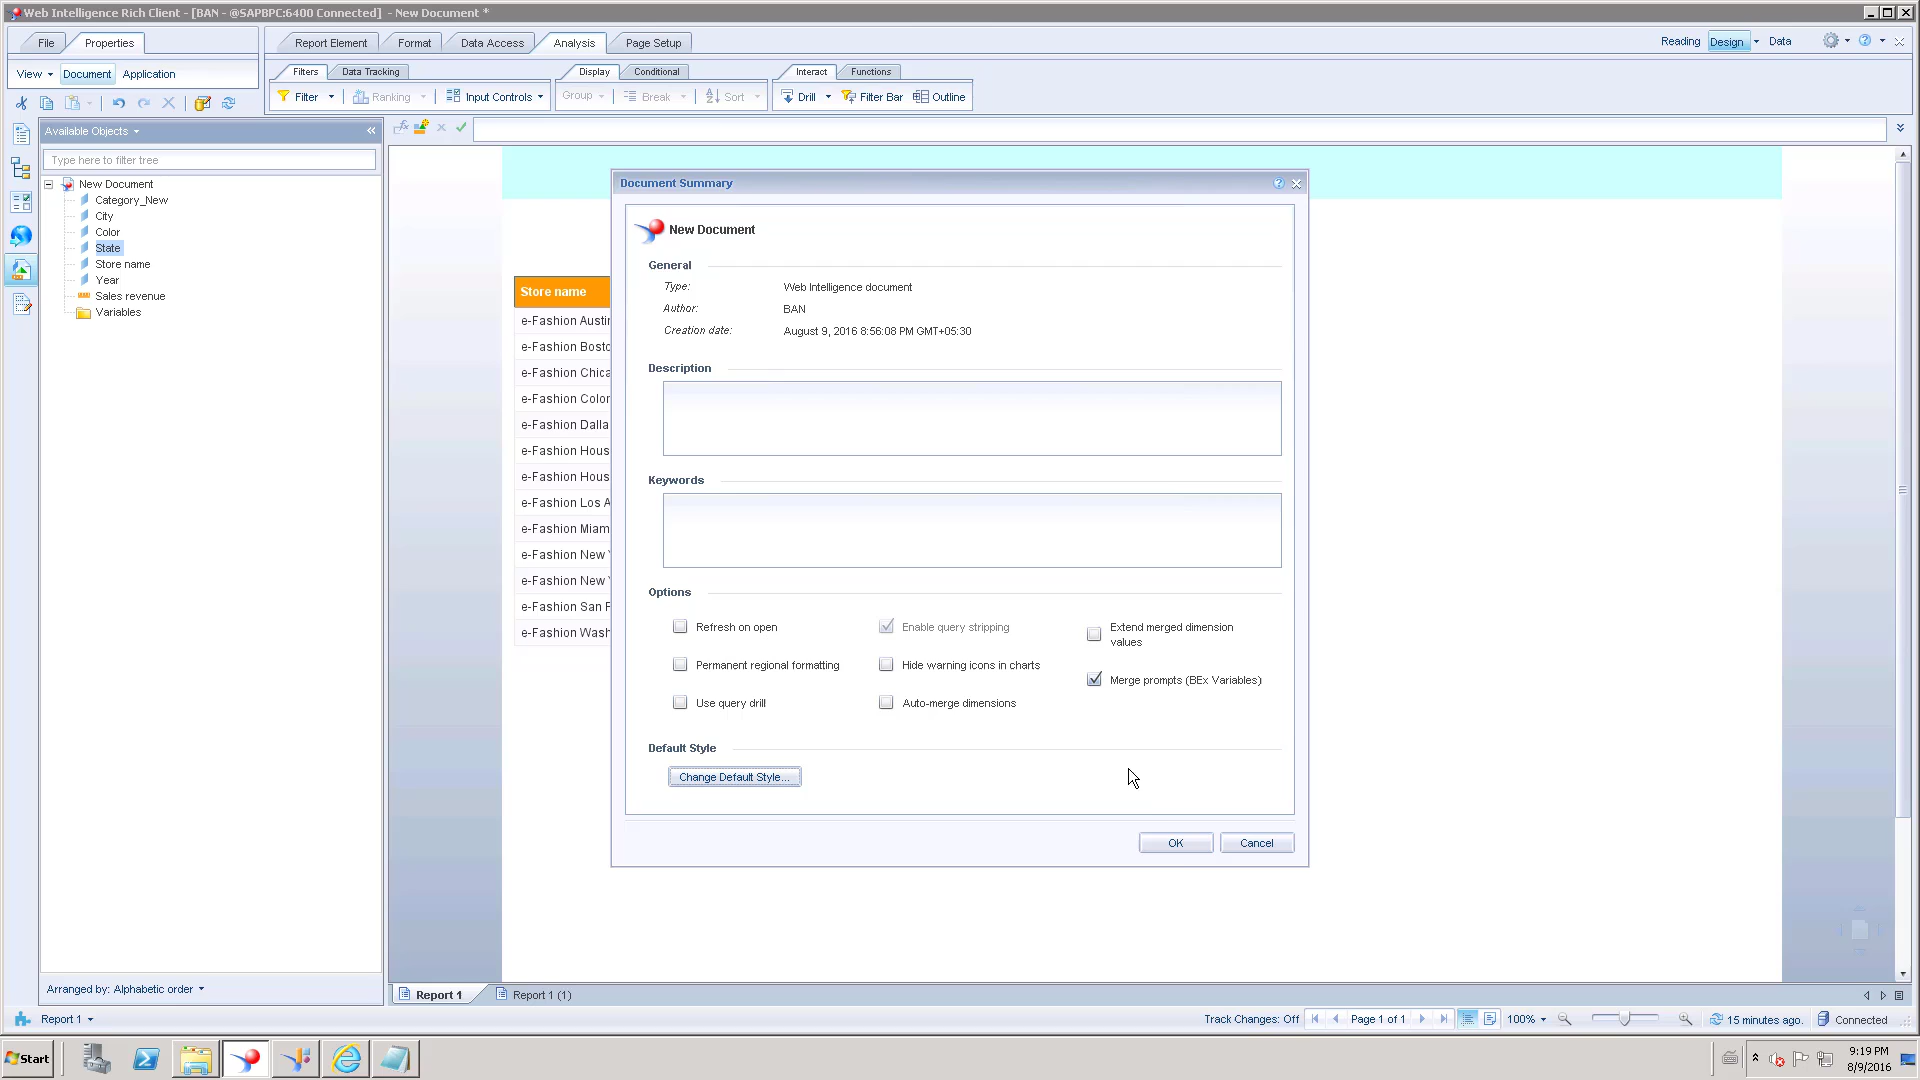 Web Intelligence Rich Client - [BAN - @SAPBPC:6400 Connected] - New Document *
File Properties Report Element Format Data Access Analysis Page Setup Reading Design Data
View Document Application Filters Data Tracking Display Conditional Interact Functions
Filter Ranking Input Controls Group Break Sort Drill Filter Bar Outline
Available Objects
Type here to filter tree
New Document
Category_New
City
Color
State
Store name
Year
Sales revenue
Variables
Arranged by: Alphabetic order
Store name
e-Fashion Austin
e-Fashion Bosto
e-Fashion Chica
e-Fashion Color
e-Fashion Dalla
e-Fashion Hous
e-Fashion Hous
e-Fashion Los A
e-Fashion Miam
e-Fashion New
e-Fashion New
e-Fashion San F
e-Fashion Wash
Document Summary
New Document
General
Type: Web Intelligence document
Author: BAN
Creation date: August 9, 2016 8:56:08 PM GMT+05:30
Description
Keywords
Options
Refresh on open Enable query stripping Extend merged dimension
values
Permanent regional formatting Hide warning icons in charts Merge prompts (BEx Variables)
Use query drill Auto-merge dimensions
Default Style
Change Default Style...
OK Cancel
Report 1 Report 1 (1)
Report 1 Track Changes: Off Page 1 of 1 100% 15 minutes ago. Connected
Start 9:19 PM
8/9/2016